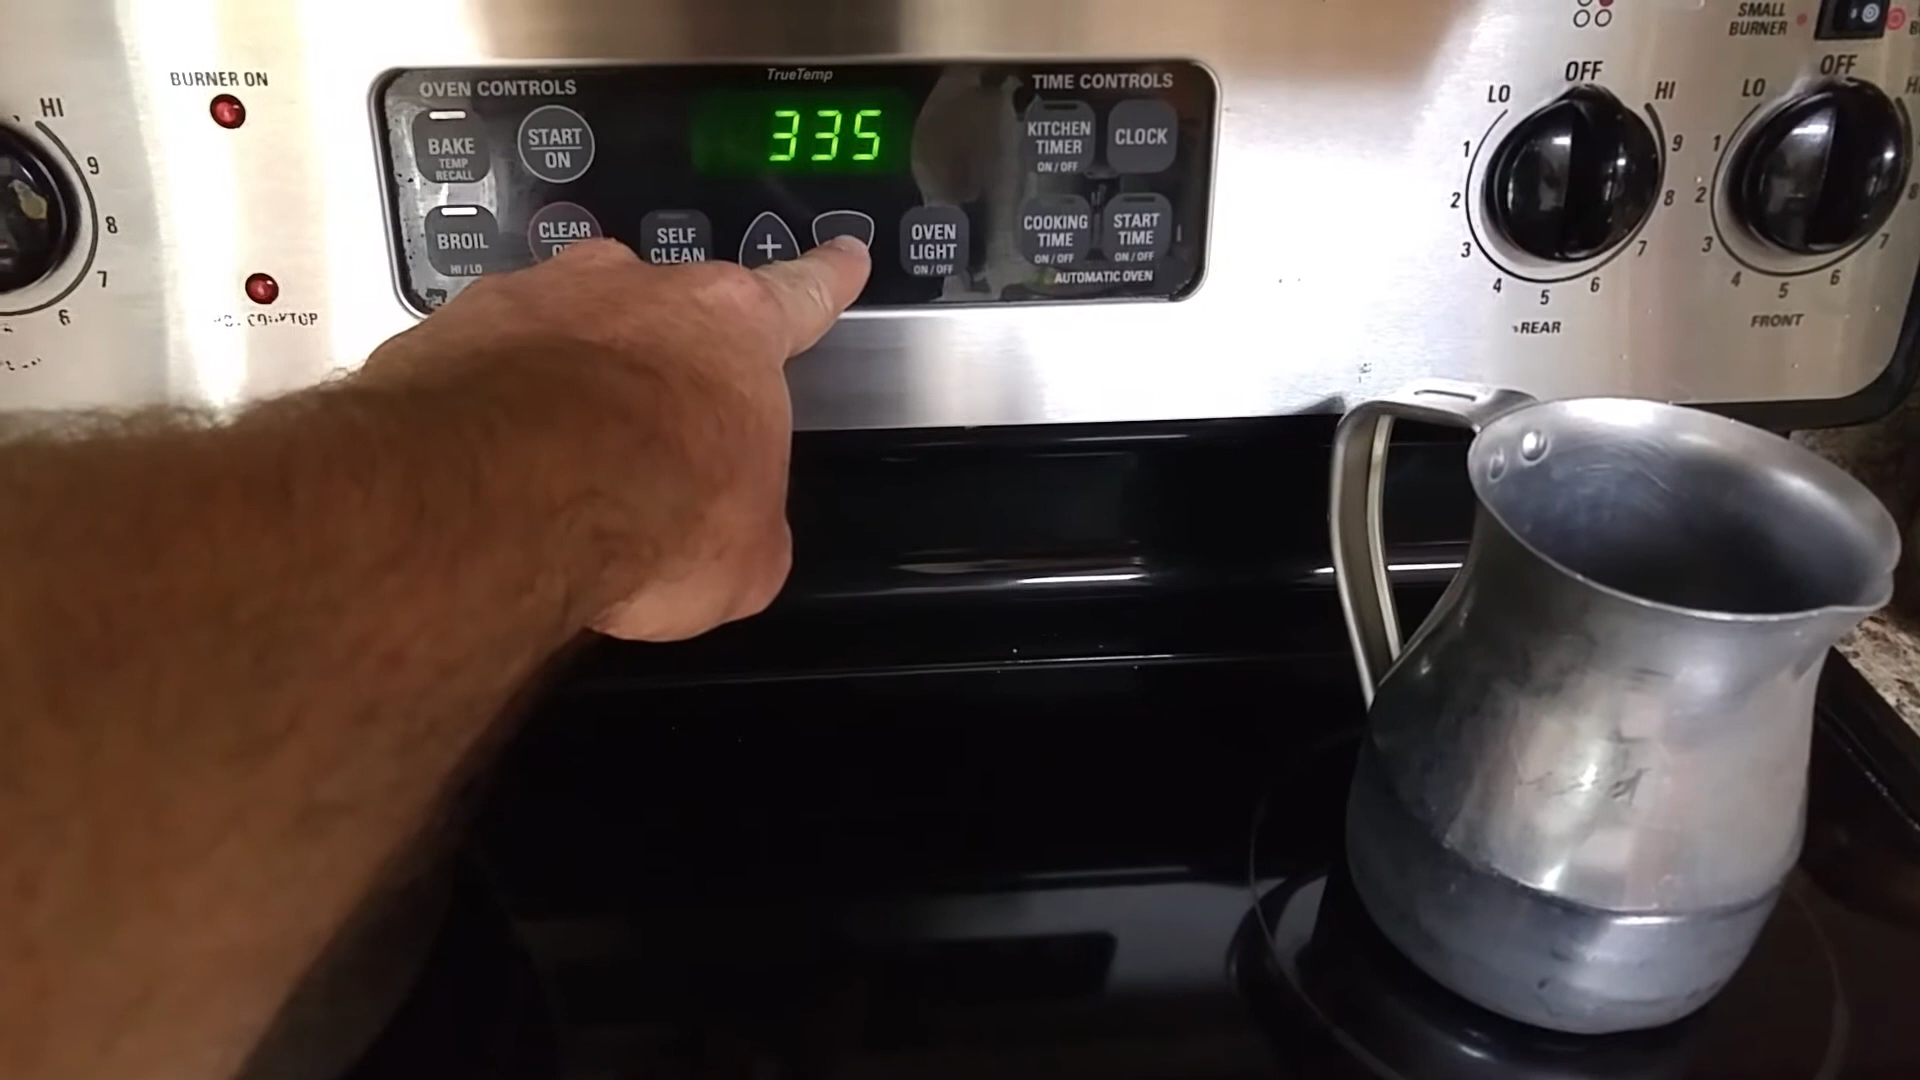 BURNER ON
HI
9
8
7
6
COOKTOP
OVEN CONTROLS
BAKE
TEMP
RECALL
START
ON
BROIL
HI / LO
CLEAR
SELF
CLEAN
TrueTemp
335
+
OVEN
LIGHT
ON / OFF
TIME CONTROLS
KITCHEN
TIMER
ON / OFF
CLOCK
COOKING
TIME
ON / OFF
START
TIME
ON / OFF
AUTOMATIC OVEN
OFF
LO
HI
1
2
3
4
5
6
7
8
9
REAR
SMALL
BURNER
OFF
LO
1
2
3
4
5
6
7
8
FRONT